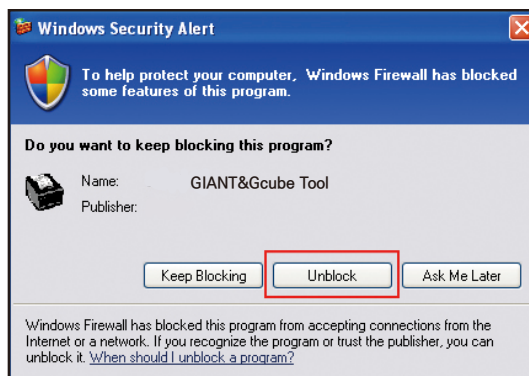 Windows Security Alert
To help protect your computer, Windows Firewall has blocked
some features of this program.
Do you want to keep blocking this program?
Name: GIANT&Gcube Tool
Publisher:
Keep Blocking Unblock Ask Me Later
Windows Firewall has blocked this program from accepting connections from the
Internet or a network. If you recognize the program or trust the publisher, you can
unblock it. When should I unblock a program?